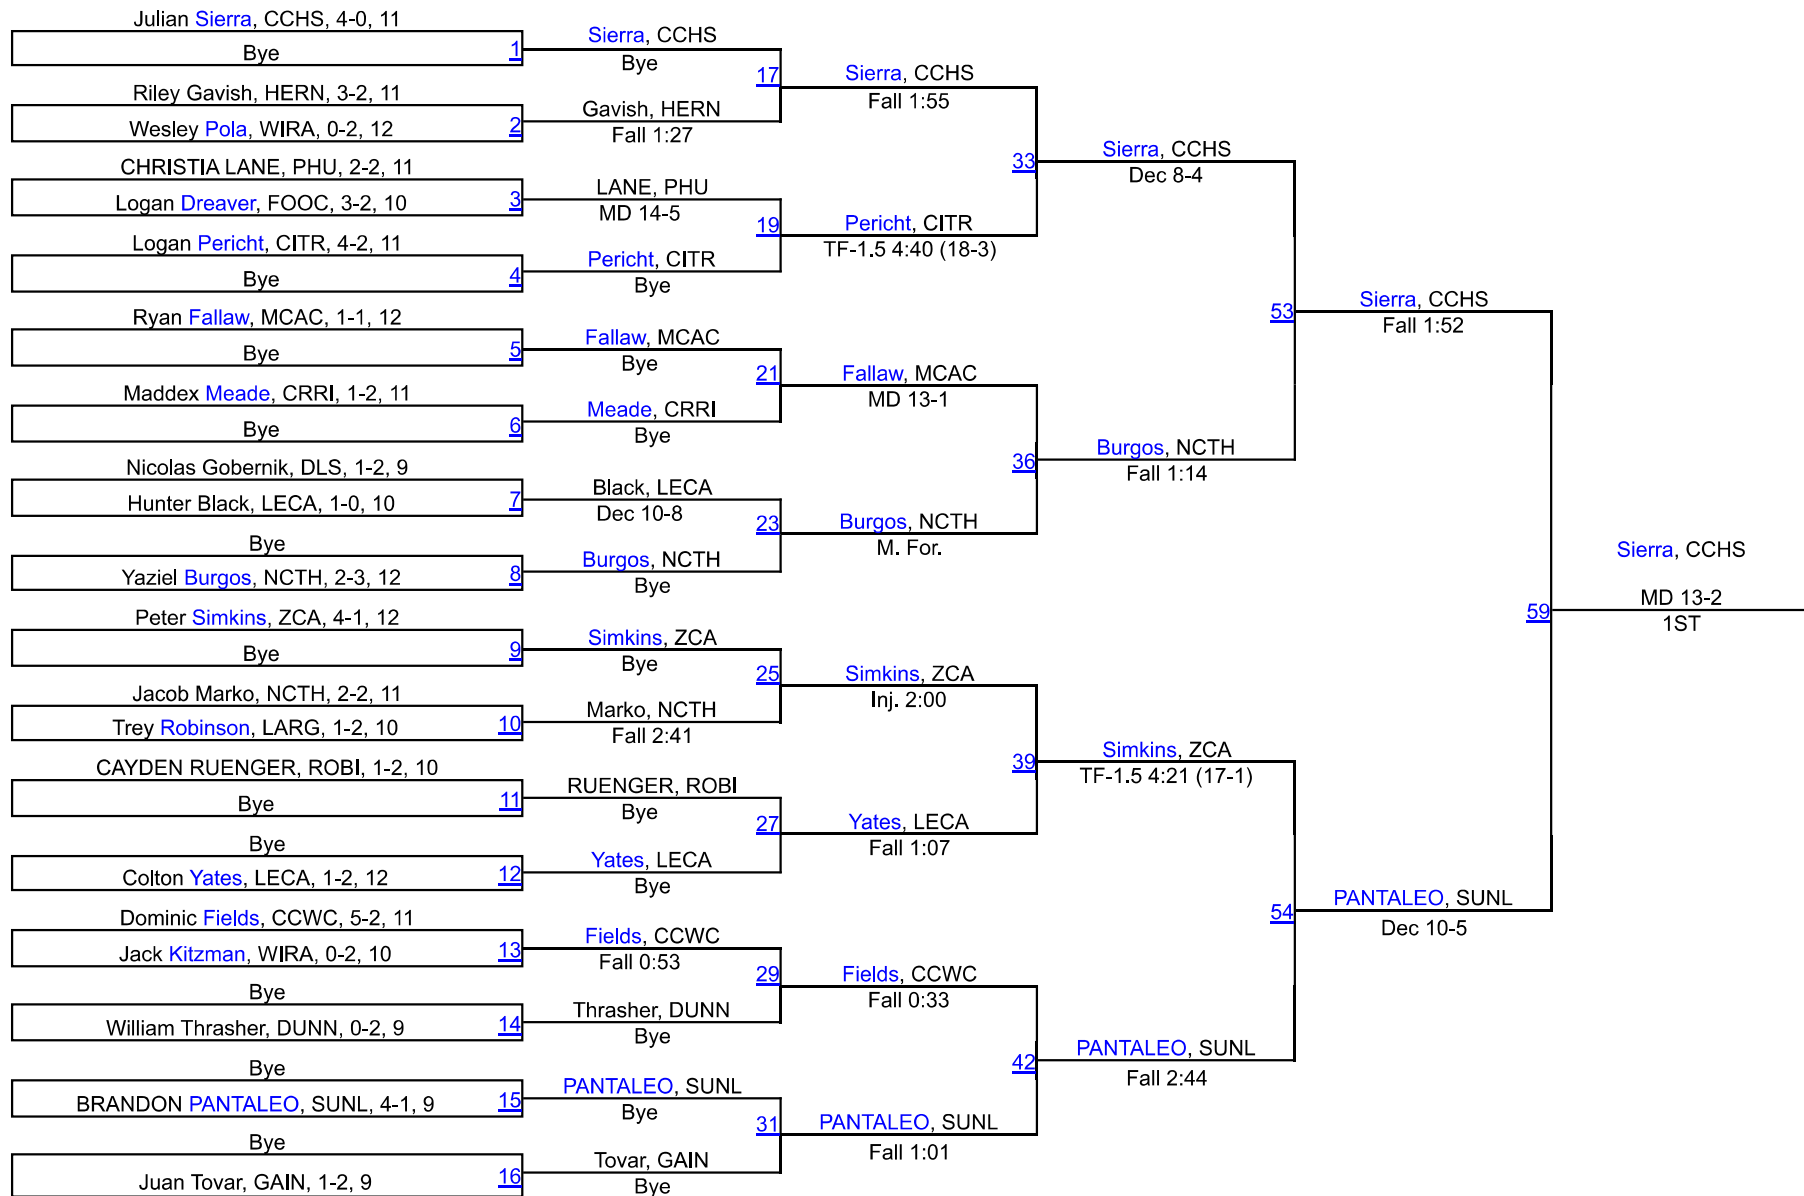 Julian Sierra, CCHS, 4-0, 11
Bye
1
Riley Gavish, HERN, 3-2, 11
Wesley Pola, WIRA, 0-2, 12
2
CHRISTIA LANE, PHU, 2-2, 11
Logan Dreaver, FOOC, 3-2, 10
3
Logan Pericht, CITR, 4-2, 11
Bye
4
Ryan Fallaw, MCAC, 1-1, 12
Bye
5
Maddex Meade, CRRI, 1-2, 11
Bye
6
Nicolas Gobernik, DLS, 1-2, 9
Hunter Black, LECA, 1-0, 10
7
Bye
Yaziel Burgos, NCTH, 2-3, 12
8
Peter Simkins, ZCA, 4-1, 12
Bye
9
Jacob Marko, NCTH, 2-2, 11
Trey Robinson, LARG, 1-2, 10
10
CAYDEN RUENGER, ROBI, 1-2, 10
Bye
11
Bye
Colton Yates, LECA, 1-2, 12
12
Dominic Fields, CCWC, 5-2, 11
Jack Kitzman, WIRA, 0-2, 10
13
Bye
William Thrasher, DUNN, 0-2, 9
14
Bye
BRANDON PANTALEO, SUNL, 4-1, 9
15
Bye
Juan Tovar, GAIN, 1-2, 9
16
Sierra, CCHS
Bye
17
Gavish, HERN
Fall 1:27
LANE, PHU
MD 14-5
19
Pericht, CITR
Bye
Fallaw, MCAC
Bye
21
Meade, CRRI
Bye
Black, LECA
Dec 10-8
23
Burgos, NCTH
Bye
Simkins, ZCA
Bye
25
Marko, NCTH
Fall 2:41
RUENGER, ROBI
Bye
27
Yates, LECA
Bye
Fields, CCWC
Fall 0:53
29
Thrasher, DUNN
Bye
PANTALEO, SUNL
Bye
31
Tovar, GAIN
Bye
Sierra, CCHS
Fall 1:55
33
Pericht, CITR
TF-1.5 4:40 (18-3)
Fallaw, MCAC
MD 13-1
36
Burgos, NCTH
M. For.
Simkins, ZCA
Inj. 2:00
39
Yates, LECA
Fall 1:07
Fields, CCWC
Fall 0:33
42
PANTALEO, SUNL
Fall 1:01
Sierra, CCHS
Dec 8-4
53
Burgos, NCTH
Fall 1:14
Simkins, ZCA
TF-1.5 4:21 (17-1)
54
PANTALEO, SUNL
Fall 2:44
Sierra, CCHS
Fall 1:52
59
PANTALEO, SUNL
Dec 10-5
Sierra, CCHS
MD 13-2
1ST